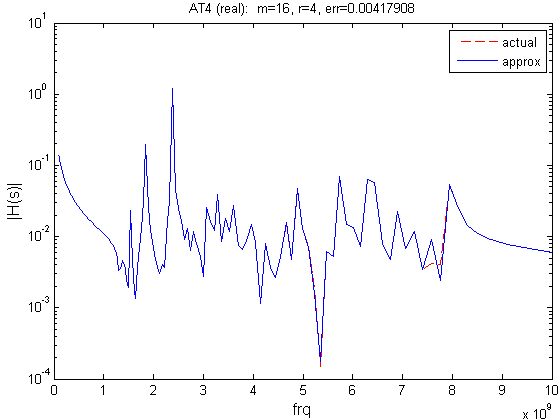 AT4 (real): m=16, r=4, err=0.00417908
10^1
10^0
10^-1
10^-2
10^-3
10^-4
|H(s)|
actual
approx
0 1 2 3 4 5 6 7 8 9 10
frq
x 10^9